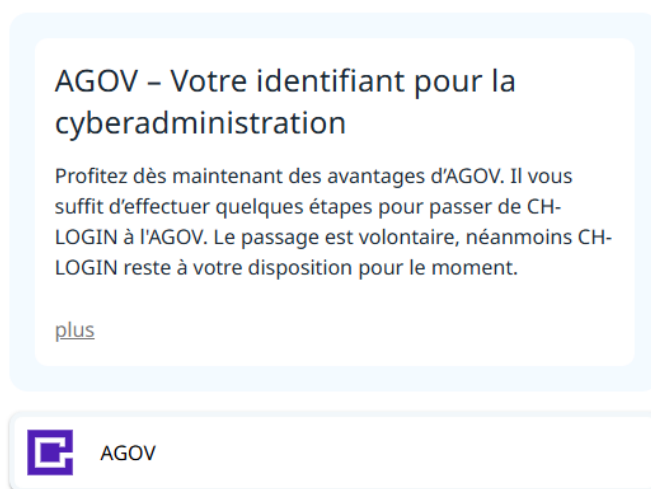 AGOV – Votre identifiant pour la
cyberadministration
Profitez dès maintenant des avantages d’AGOV. Il vous
suffit d’effectuer quelques étapes pour passer de CH-
LOGIN à l'AGOV. Le passage est volontaire, néanmoins CH-
LOGIN reste à votre disposition pour le moment.
plus
AGOV